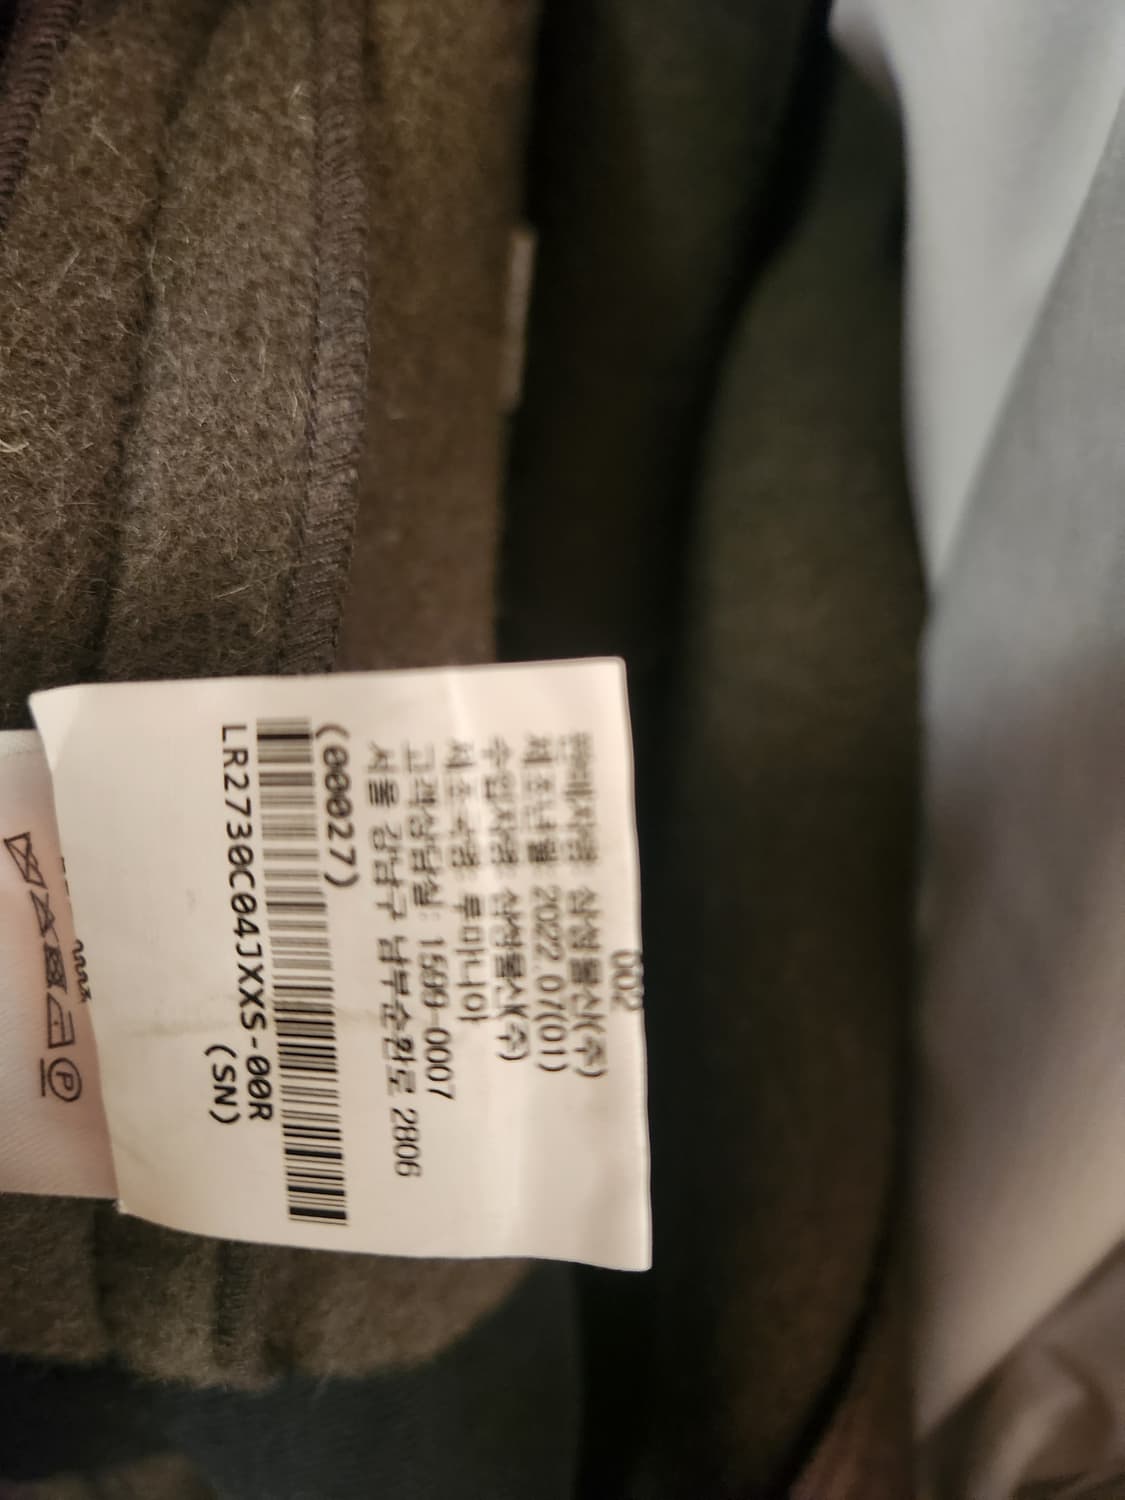 002
판매자명: 삼성물산(주)
제조년월: 2022.07(01)
수입자명: 삼성물산(주)
제조국명: 루마니아
고객상담실: 1599-0007
서울 강남구 남부순환로 2806
(00027)
LR2730C04JXXS-00R
(SN)
P